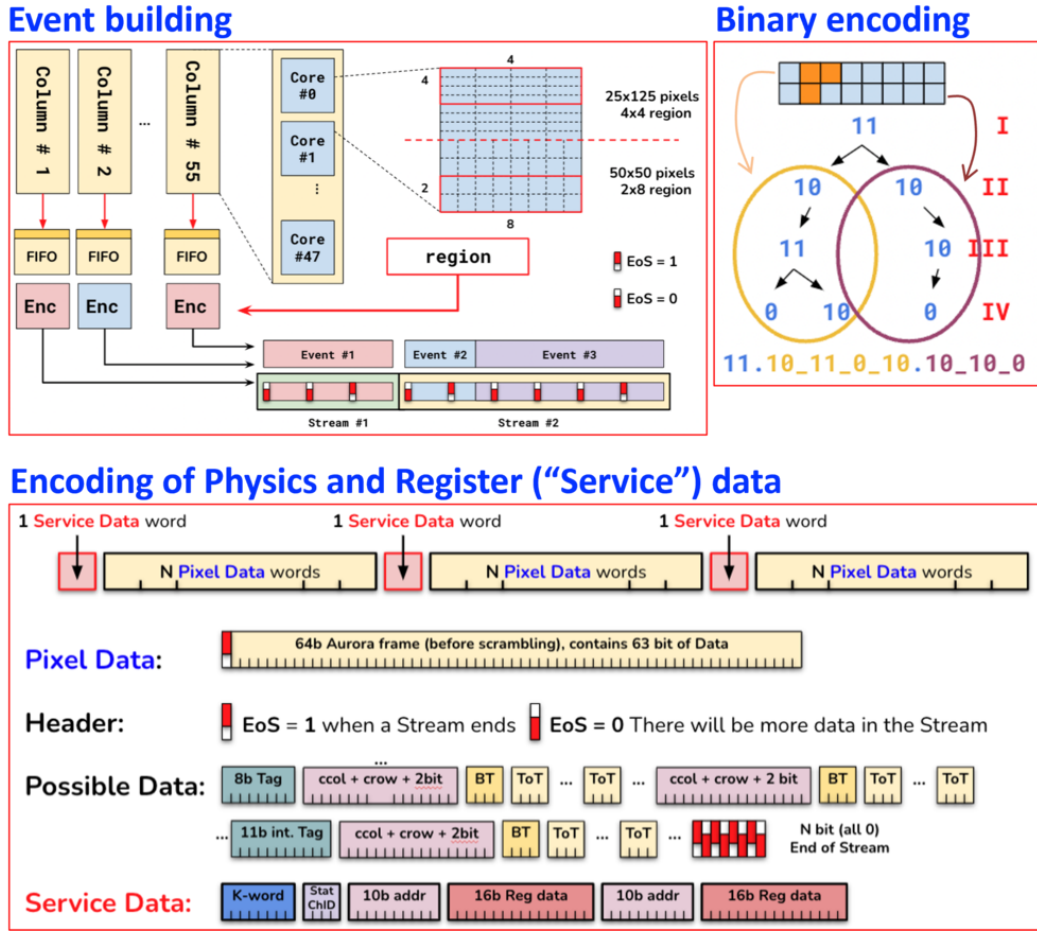 Event building
Column # 1
Column # 2
...
Column # 55
FIFO
FIFO
FIFO
Enc
Enc
Enc
Core #0
Core #1
⋮
Core #47
4
4
25x125 pixels
4x4 region
50x50 pixels
2x8 region
2
8
region
EoS = 1
EoS = 0
Event #1
Event #2
Event #3
Stream #1
Stream #2
Binary encoding
11
I
10
10
II
11
10
III
0
10
0
IV
11.10_11_0_10.10_10_0
Encoding of Physics and Register (“Service”) data
1 Service Data word
1 Service Data word
1 Service Data word
N Pixel Data words
N Pixel Data words
N Pixel Data words
Pixel Data:
64b Aurora frame (before scrambling), contains 63 bit of Data
Header:
EoS = 1 when a Stream ends
EoS = 0 There will be more data in the Stream
Possible Data:
...
8b Tag
ccol + crow + 2bit
BT
ToT
...
ToT
...
ccol + crow + 2 bit
BT
ToT
...
ToT
...
11b int. Tag
ccol + crow + 2bit
BT
ToT
...
ToT
...
N bit (all 0)
End of Stream
Service Data:
K-word
Stat
ChID
10b addr
16b Reg data
10b addr
16b Reg data